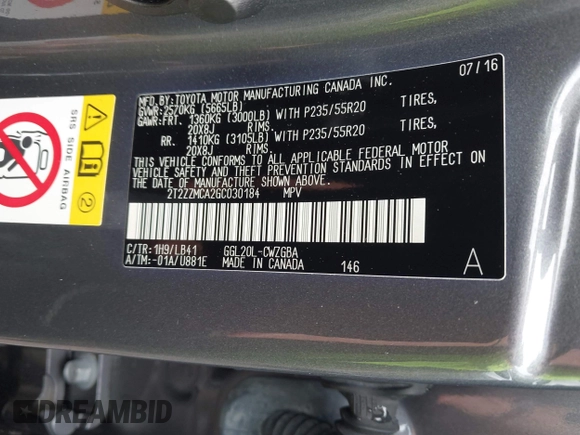 MFD. BY: TOYOTA MOTOR MANUFACTURING CANADA INC. 07/16
GVWR: 2570KG (5665LB)
GAWR:FRT. 1360KG (3000LB) WITH P235/55R20 TIRES,
20X8J RIMS.
RR. 1410KG (3105LB) WITH P235/55R20 TIRES,
20X8J RIMS.
THIS VEHICLE CONFORMS TO ALL APPLICABLE FEDERAL MOTOR
VEHICLE SAFETY AND THEFT PREVENTION STANDARDS IN EFFECT ON
THE DATE OF MANUFACTURE SHOWN ABOVE.
2T2ZZMCA2GC030184 MPV
C/TR: 1H9/LB41 GGL20L-CWZGBA
A/TM:-01A/U881E MADE IN CANADA 146 A
SRS SIDE AIRBAG
2
DREAMBID